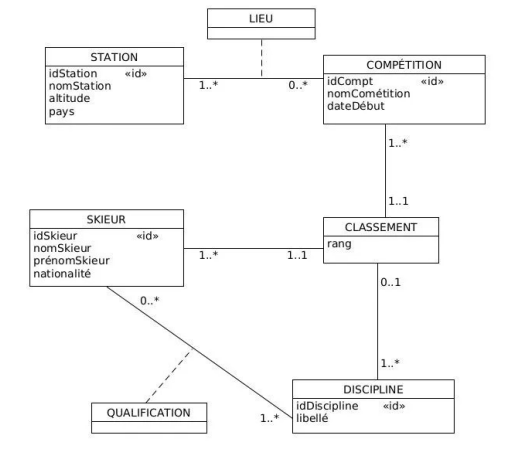 LIEU
STATION
idStation «id»
nomStation
altitude
pays
1..*
0..*
COMPÉTITION
idCompt «id»
nomCométition
dateDébut
1..*
1..1
SKIEUR
idSkieur «id»
nomSkieur
prénomSkieur
nationalité
1..*
1..1
CLASSEMENT
rang
0..1
0..*
1..*
QUALIFICATION
1..*
DISCIPLINE
idDiscipline «id»
libellé